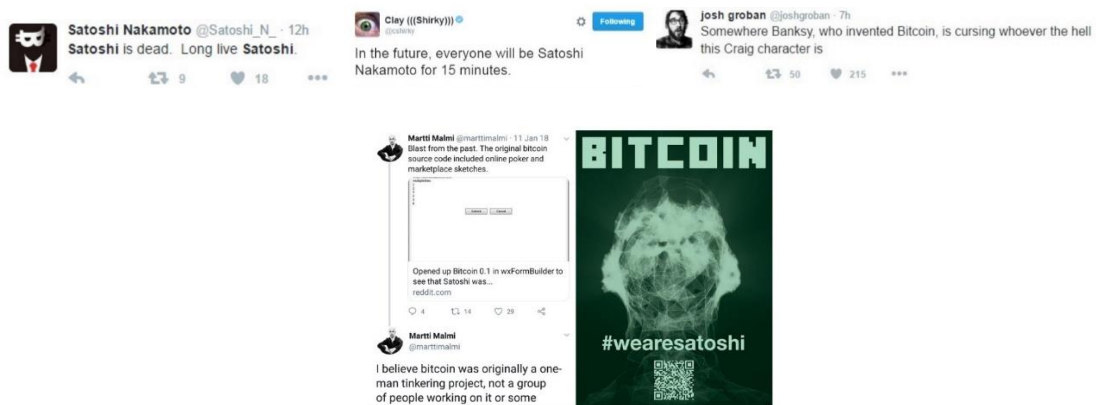 Satoshi Nakamoto @Satoshi_N_ · 12h
Satoshi is dead. Long live Satoshi.
9 18
Clay (((Shirky)))
@cshirky
Following
In the future, everyone will be Satoshi
Nakamoto for 15 minutes.
josh groban @joshgroban · 7h
Somewhere Banksy, who invented Bitcoin, is cursing whoever the hell
this Craig character is
50 215
Martti Malmi @marttimalmi · 11 Jan 18
Blast from the past. The original bitcoin
source code included online poker and
marketplace sketches.
Opened up Bitcoin 0.1 in wxFormBuilder to
see that Satoshi was...
reddit.com
4 14 29
Martti Malmi
@marttimalmi
I believe bitcoin was originally a one-
man tinkering project, not a group
of people working on it or some
BITCOIN
#wearesatoshi